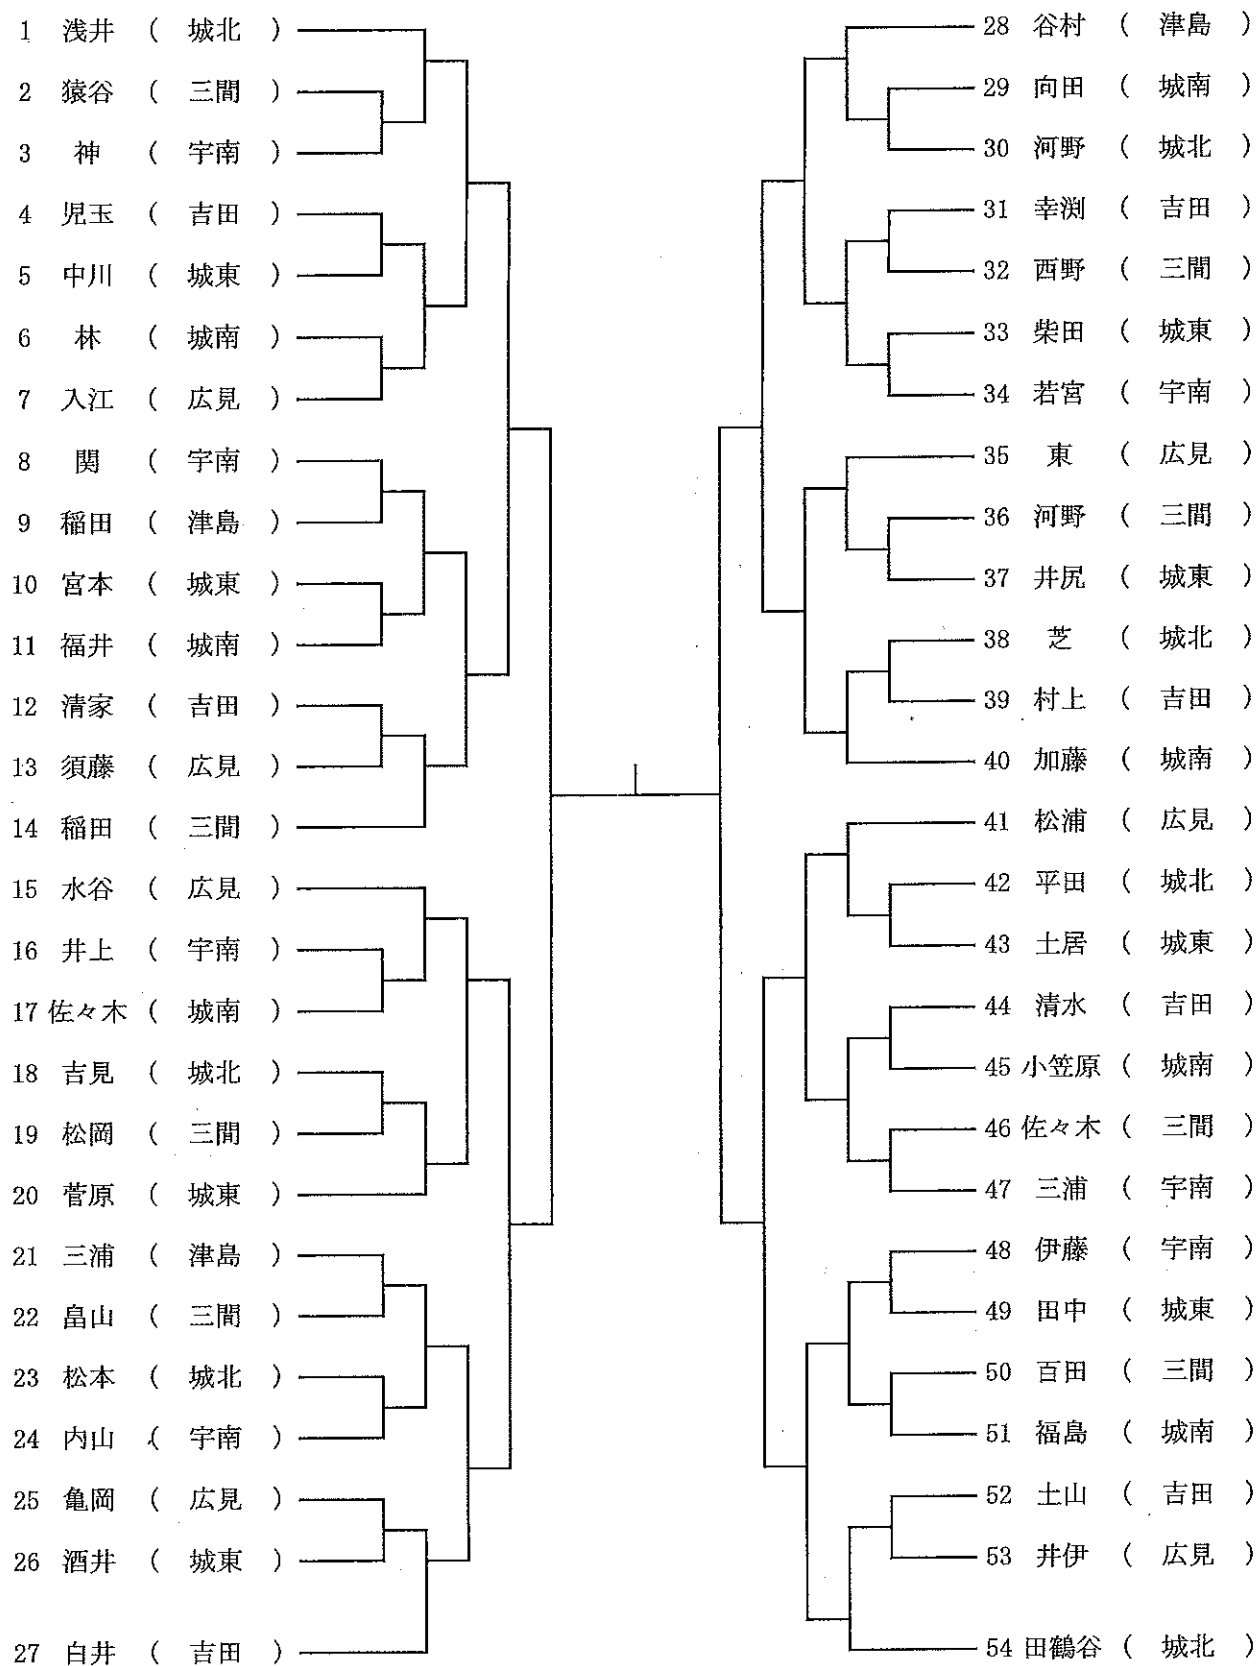 1 浅井 ( 城北 )
2 猿谷 ( 三間 )
3 神 ( 宇南 )
4 児玉 ( 吉田 )
5 中川 ( 城東 )
6 林 ( 城南 )
7 入江 ( 広見 )
8 関 ( 宇南 )
9 稲田 ( 津島 )
10 宮本 ( 城東 )
11 福井 ( 城南 )
12 清家 ( 吉田 )
13 須藤 ( 広見 )
14 稲田 ( 三間 )
15 水谷 ( 広見 )
16 井上 ( 宇南 )
17 佐々木 ( 城南 )
18 吉見 ( 城北 )
19 松岡 ( 三間 )
20 菅原 ( 城東 )
21 三浦 ( 津島 )
22 畠山 ( 三間 )
23 松本 ( 城北 )
24 内山 ( 宇南 )
25 亀岡 ( 広見 )
26 酒井 ( 城東 )
27 白井 ( 吉田 )
28 谷村 ( 津島 )
29 向田 ( 城南 )
30 河野 ( 城北 )
31 幸渕 ( 吉田 )
32 西野 ( 三間 )
33 柴田 ( 城東 )
34 若宮 ( 宇南 )
35 東 ( 広見 )
36 河野 ( 三間 )
37 井尻 ( 城東 )
38 芝 ( 城北 )
39 村上 ( 吉田 )
40 加藤 ( 城南 )
41 松浦 ( 広見 )
42 平田 ( 城北 )
43 土居 ( 城東 )
44 清水 ( 吉田 )
45 小笠原 ( 城南 )
46 佐々木 ( 三間 )
47 三浦 ( 宇南 )
48 伊藤 ( 宇南 )
49 田中 ( 城東 )
50 百田 ( 三間 )
51 福島 ( 城南 )
52 土山 ( 吉田 )
53 井伊 ( 広見 )
54 田鶴谷 ( 城北 )